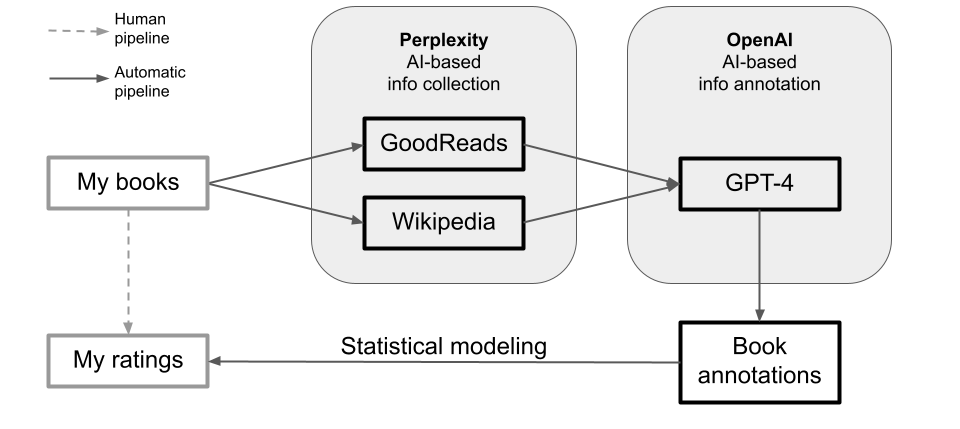 Human
pipeline
Automatic
pipeline
Perplexity
AI-based
info collection
OpenAI
AI-based
info annotation
GoodReads
My books
GPT-4
Wikipedia
My ratings
Statistical modeling
Book
annotations